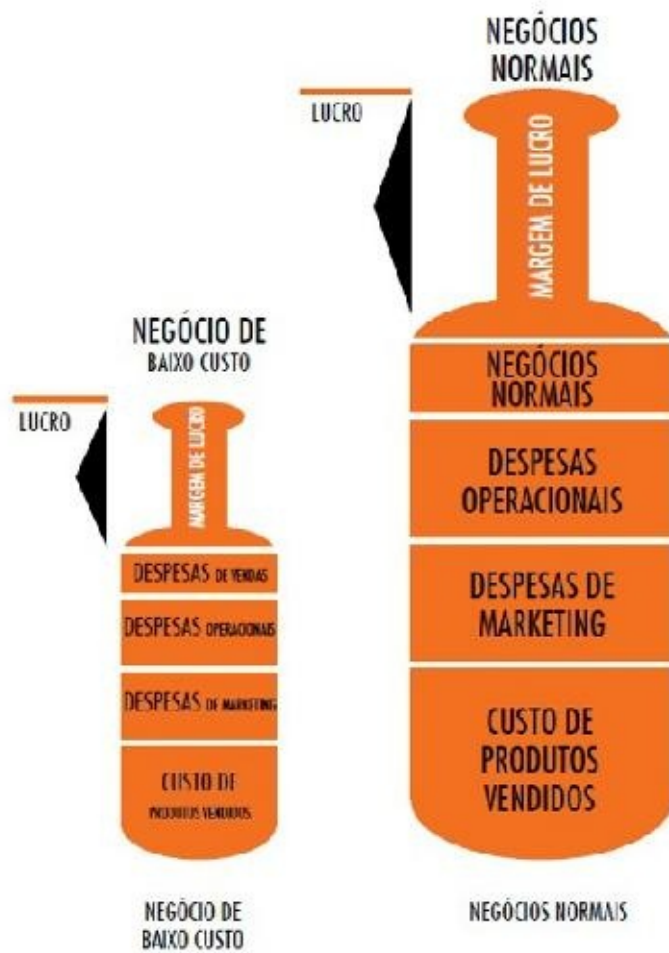 NEGÓCIOS
NORMAIS
LUCRO
MARGEM DE LUCRO
NEGÓCIO DE
BAIXO CUSTO
LUCRO
MARGEM DE LUCRO
NEGÓCIOS
NORMAIS
DESPESAS
OPERACIONAIS
DESPESAS DE
MARKETING
CUSTO DE
PRODUTOS
VENDIDOS
DESPESAS DE VENDAS
DESPESAS OPERACIONAIS
DESPESAS DE MARKETING
CUSTO DE
PRODUTOS VENDIDOS
NEGÓCIO DE
BAIXO CUSTO
NEGÓCIOS NORMAIS